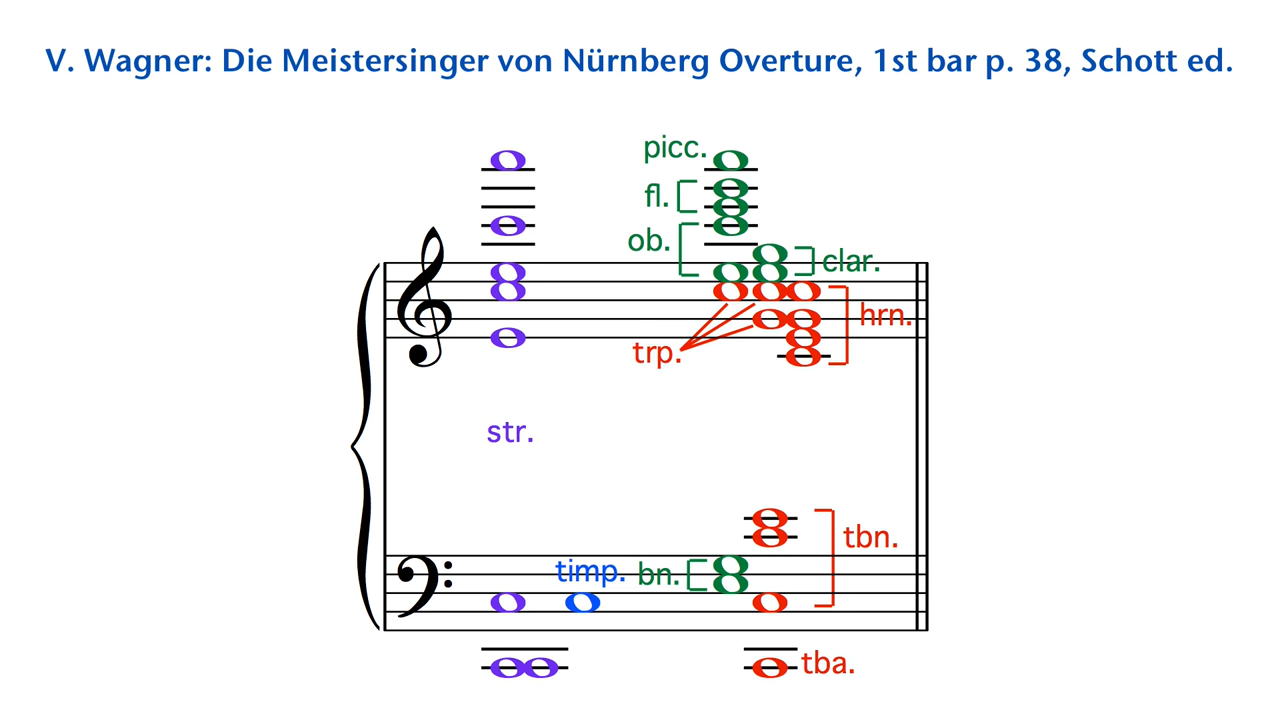 V. Wagner: Die Meistersinger von Nürnberg Overture, 1st bar p. 38, Schott ed.
picc.
fl.
ob.
clar.
hrn.
trp.
str.
tbn.
timp.
bn.
tba.